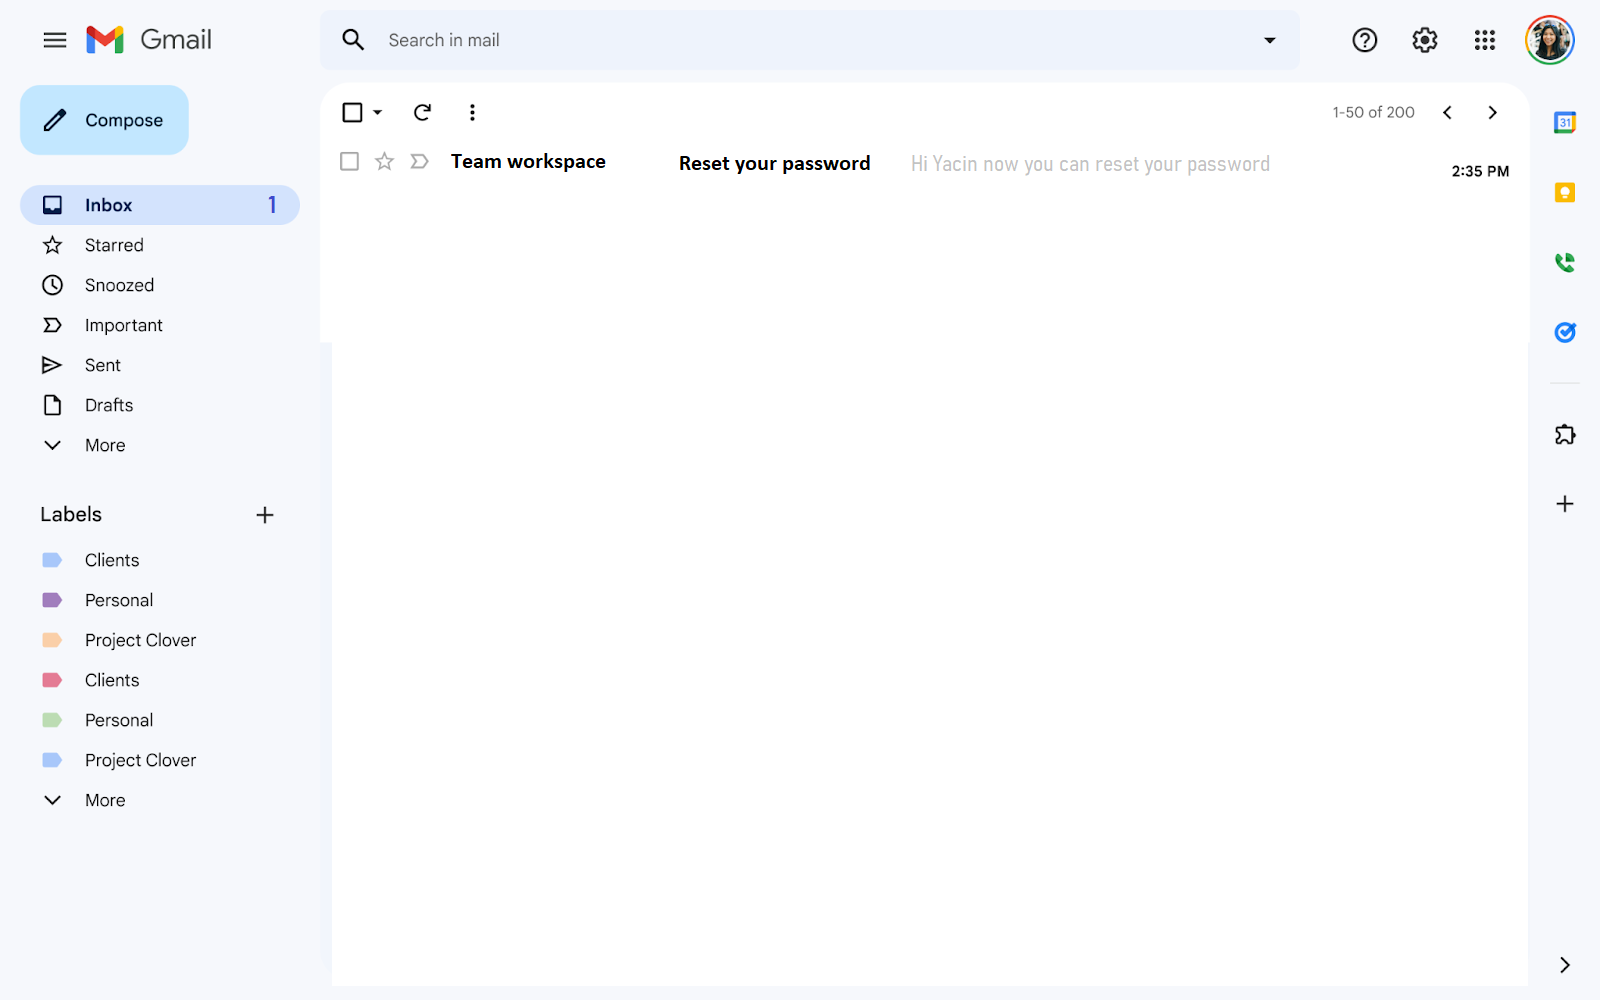 Gmail
Search in mail
Compose
1-50 of 200
Team workspace Reset your password Hi Yacin now you can reset your password 2:35 PM
Inbox 1
Starred
Snoozed
Important
Sent
Drafts
More
Labels
Clients
Personal
Project Clover
Clients
Personal
Project Clover
More
31